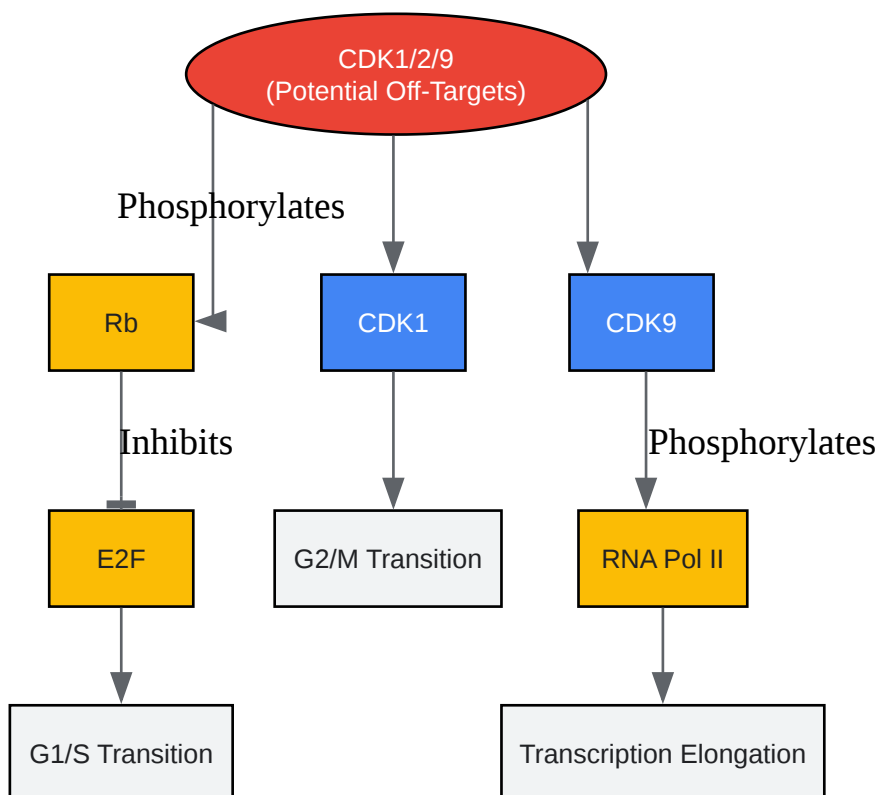 CDK1/2/9
(Potential Off-Targets)
Phosphorylates
Rb
CDK1
CDK9
Inhibits
Phosphorylates
E2F
G2/M Transition
RNA Pol II
G1/S Transition
Transcription Elongation